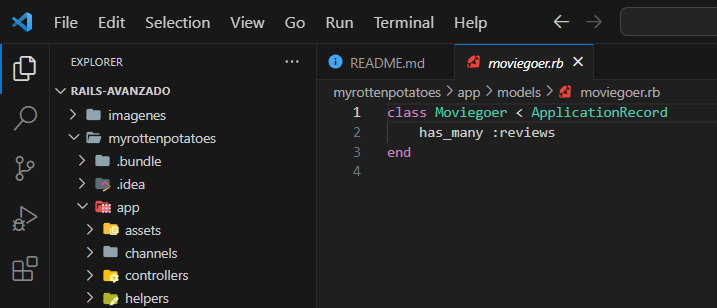 File Edit Selection View Go Run Terminal Help
EXPLORER
RAILS-AVANZADO
imagenes
myrottenpotatoes
.bundle
.idea
app
assets
channels
controllers
helpers
README.md moviegoer.rb
myrottenpotatoes > app > models > moviegoer.rb
1 class Moviegoer < ApplicationRecord
2 has_many :reviews
3 end
4